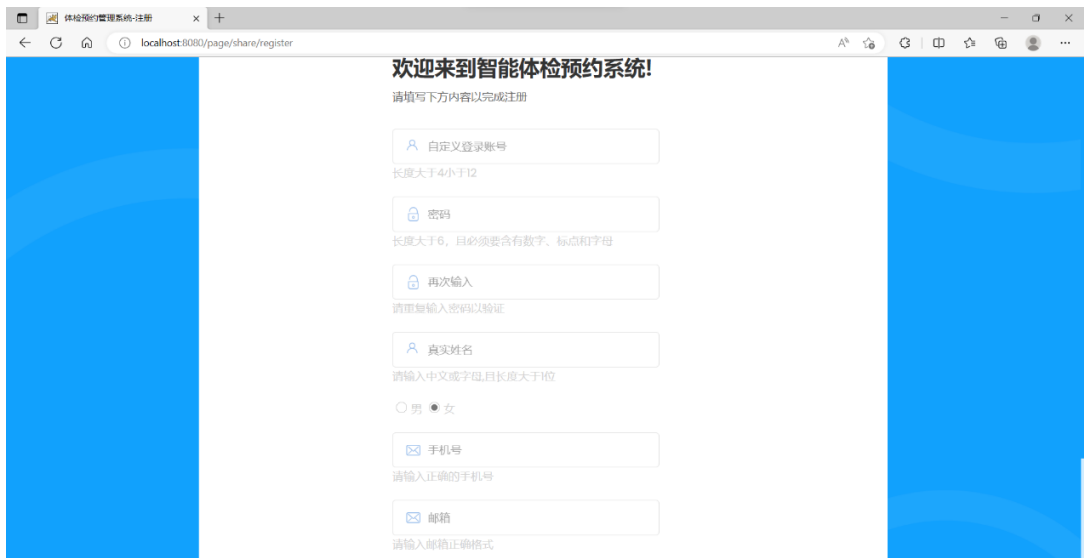 体检预约管理系统-注册
localhost:8080/page/share/register
欢迎来到智能体检预约系统!
请填写下方内容以完成注册
自定义登录账号
长度大于4小于12
密码
长度大于6，且必须要含有数字、标点和字母
再次输入
请重复输入密码以验证
真实姓名
请输入中文或字母,且长度大于1位
男 女
手机号
请输入正确的手机号
邮箱
请输入邮箱正确格式